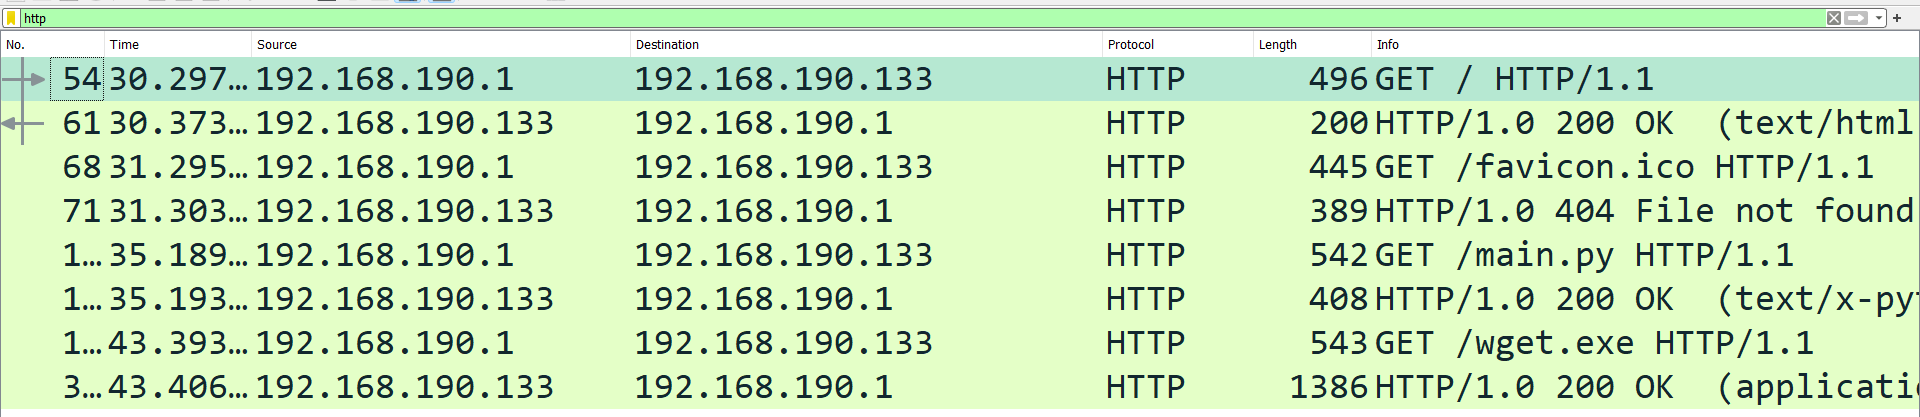 http
No. Time Source Destination Protocol Length Info
54 30.297… 192.168.190.1 192.168.190.133 HTTP 496 GET / HTTP/1.1
61 30.373… 192.168.190.133 192.168.190.1 HTTP 200 HTTP/1.0 200 OK (text/html
68 31.295… 192.168.190.1 192.168.190.133 HTTP 445 GET /favicon.ico HTTP/1.1
71 31.303… 192.168.190.133 192.168.190.1 HTTP 389 HTTP/1.0 404 File not found
1… 35.189… 192.168.190.1 192.168.190.133 HTTP 542 GET /main.py HTTP/1.1
1… 35.193… 192.168.190.133 192.168.190.1 HTTP 408 HTTP/1.0 200 OK (text/x-pyt
1… 43.393… 192.168.190.1 192.168.190.133 HTTP 543 GET /wget.exe HTTP/1.1
3… 43.406… 192.168.190.133 192.168.190.1 HTTP 1386 HTTP/1.0 200 OK (applicatio